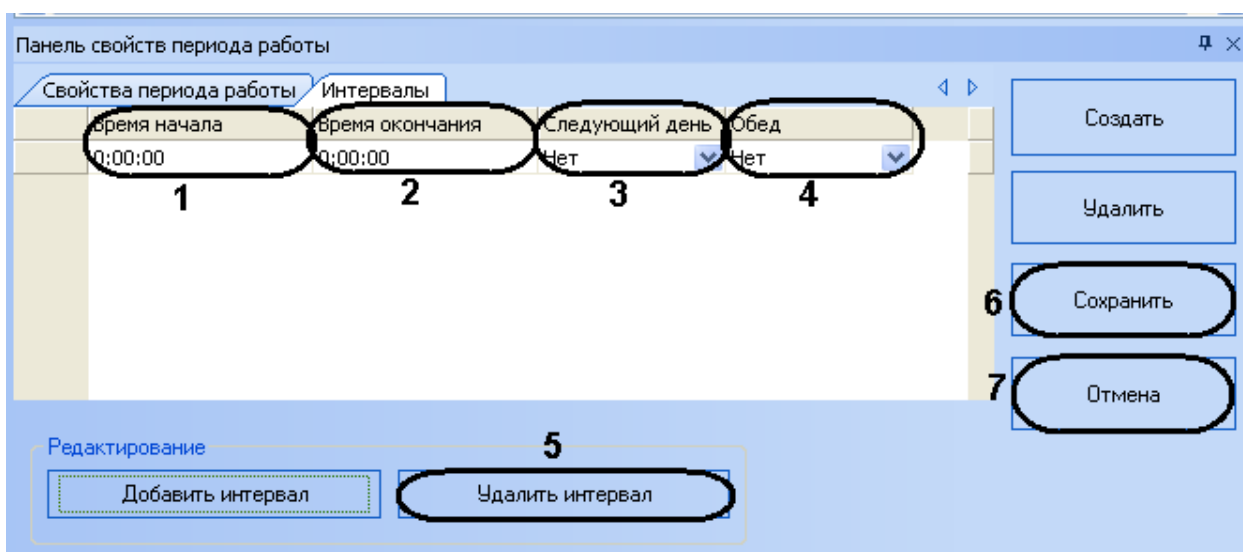 Панель свойств периода работы
Свойства периода работы Интервалы
Время начала Время окончания Следующий день Обед
0:00:00 0:00:00 Нет Нет
1 2 3 4
Создать
Удалить
6 Сохранить
7 Отмена
Редактирование 5
Добавить интервал Удалить интервал